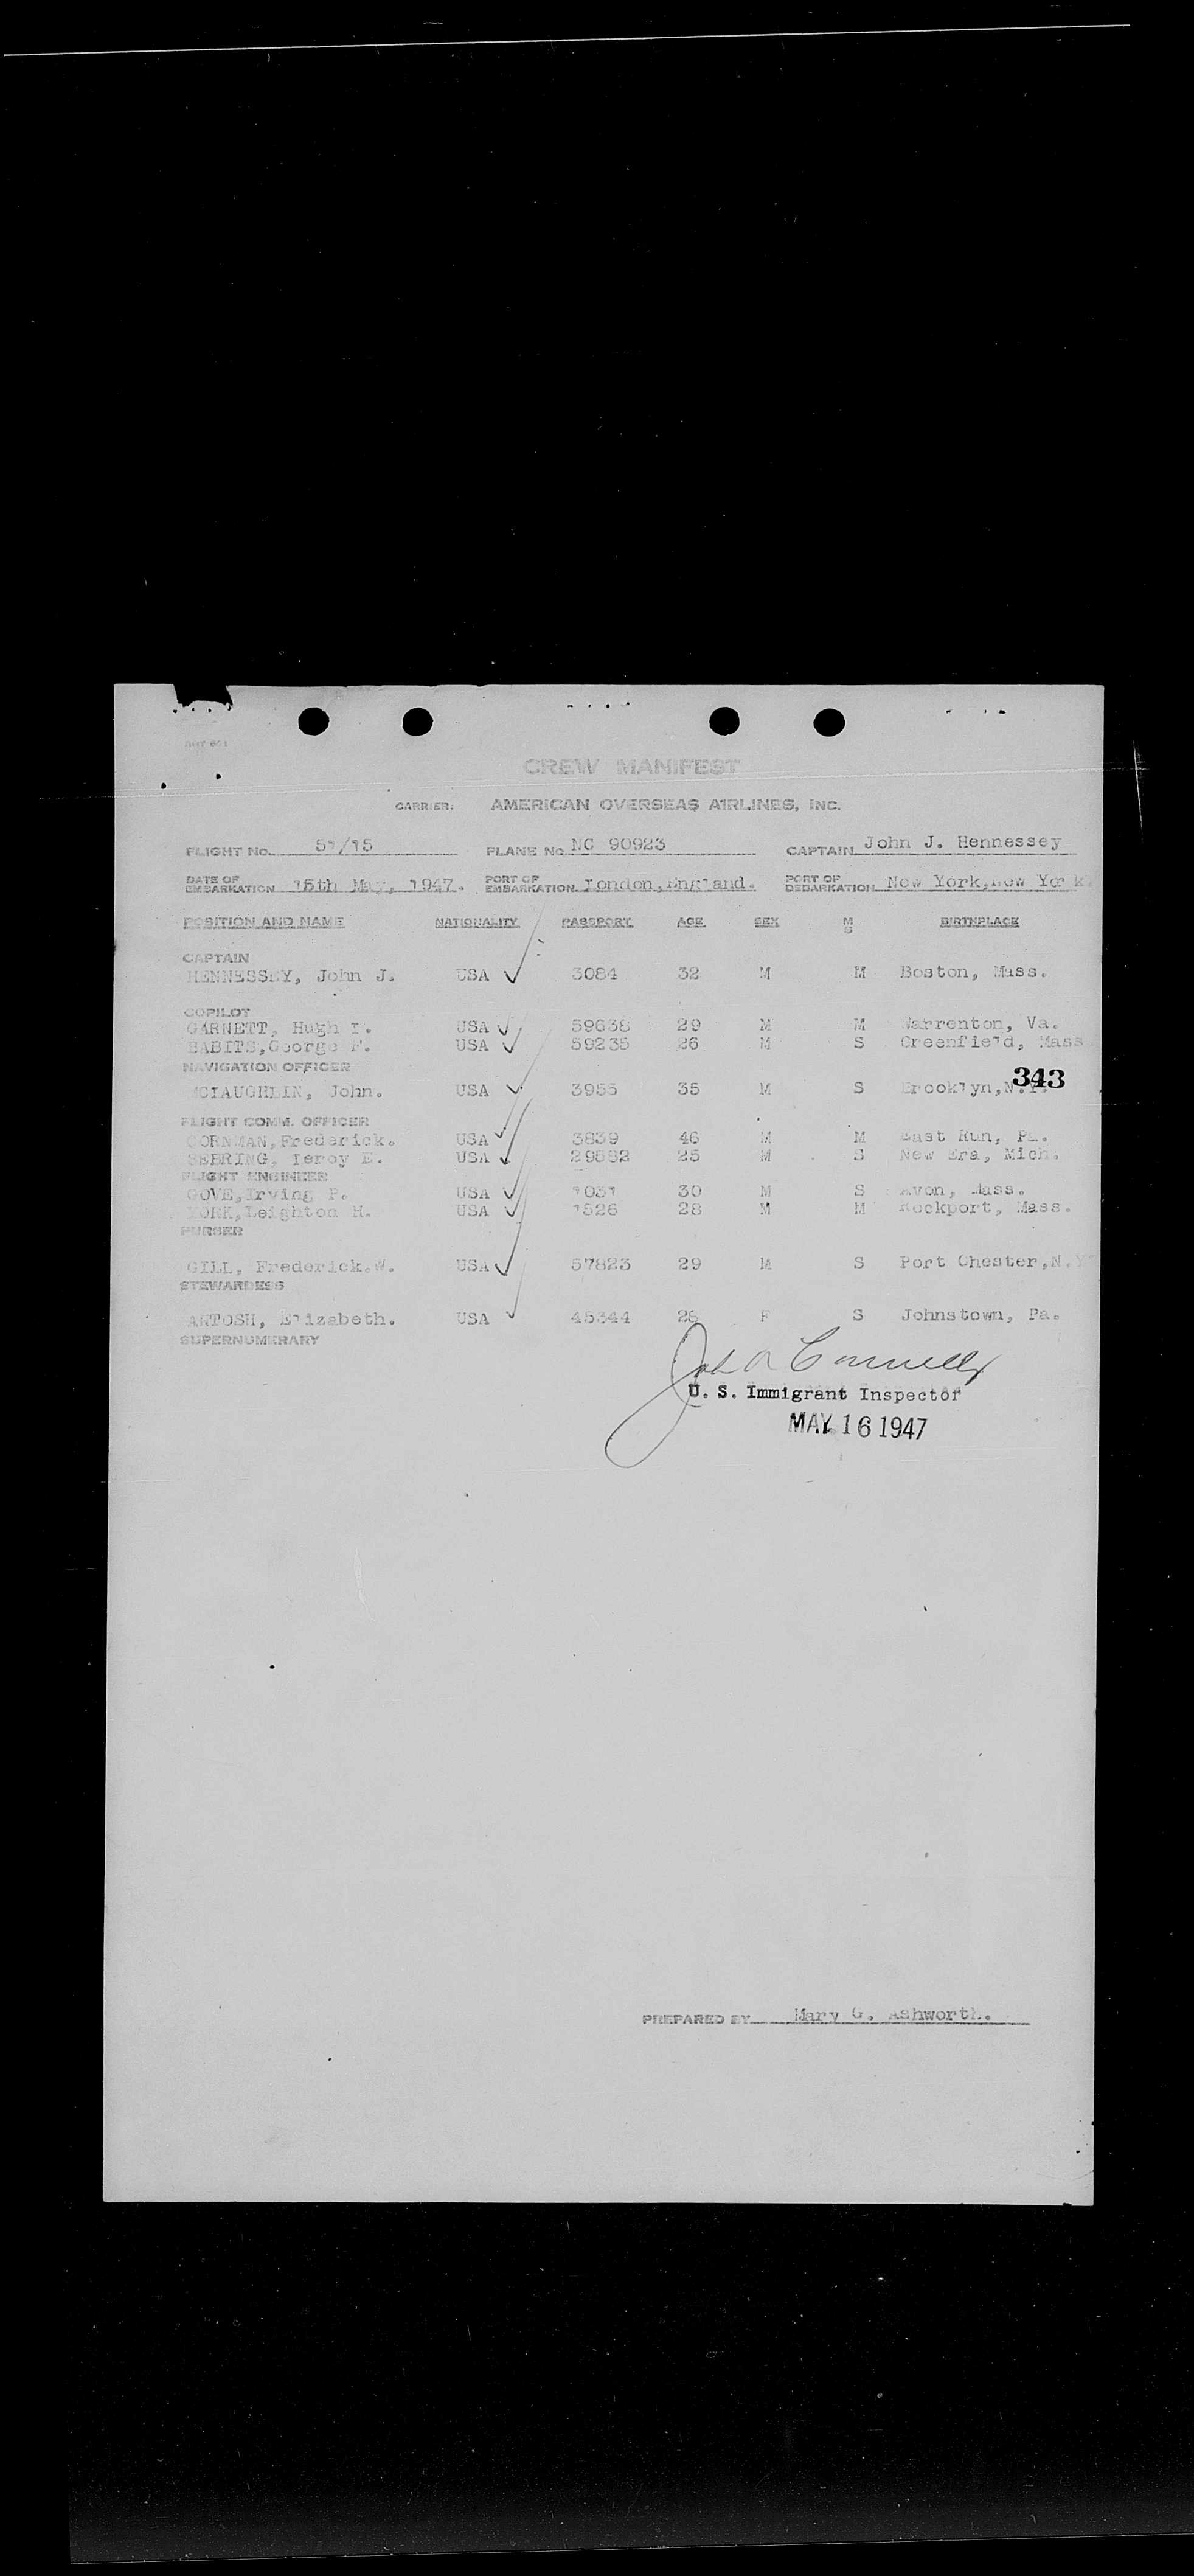 CREW MANIFEST
CARRIER: AMERICAN OVERSEAS AIRLINES, INC.
FLIGHT No. 51/15 PLANE No. NC 90923 CAPTAIN John J. Hennessey
DATE OF EMBARKATION 15th May, 1947. PORT OF EMBARKATION London,England. PORT OF DEBARKATION New York,New York.
POSITION AND NAME NATIONALITY PASSPORT AGE SEX M S BIRTHPLACE
CAPTAIN
HENNESSEY, John J. USA 3084 32 M M Boston, Mass.
COPILOT
GARNETT, Hugh I. USA 59638 29 M M Warrenton, Va.
BABITS,George F. USA 59235 26 M S Greenfield, Mass
NAVIGATION OFFICER
MCLAUGHLIN, John. USA 3955 35 M S Brooklyn,N.Y.
343
FLIGHT COMM. OFFICER
CORNMAN,Frederick. USA 3839 46 M M East Run, Pa.
SEBRING, Leroy E. USA 29582 25 M S New Era, Mich.
FLIGHT ENGINEER
GOVE,Irving P. USA 1031 30 M S Avon, Mass.
YORK,Leighton H. USA 1526 28 M M Rockport, Mass.
PURSER
GILL, Frederick.W. USA 57823 29 M S Port Chester,N.Y
STEWARDESS
ANTOSH, Elizabeth. USA 45344 28 F S Johnstown, Pa.
SUPERNUMERARY
U. S. Immigrant Inspector
MAY 16 1947
PREPARED BY Mary G. Ashworth.